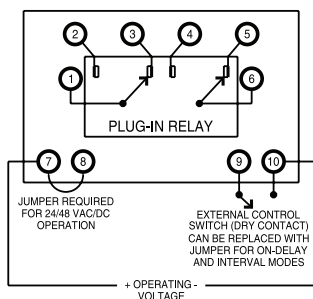 2 3 4 5
1 6
PLUG-IN RELAY
7 8 9 10
JUMPER REQUIRED
FOR 24/48 VAC/DC
OPERATION
EXTERNAL CONTROL
SWITCH (DRY CONTACT)
CAN BE REPLACED WITH
JUMPER FOR ON-DELAY
AND INTERVAL MODES
+ OPERATING -
VOLTAGE